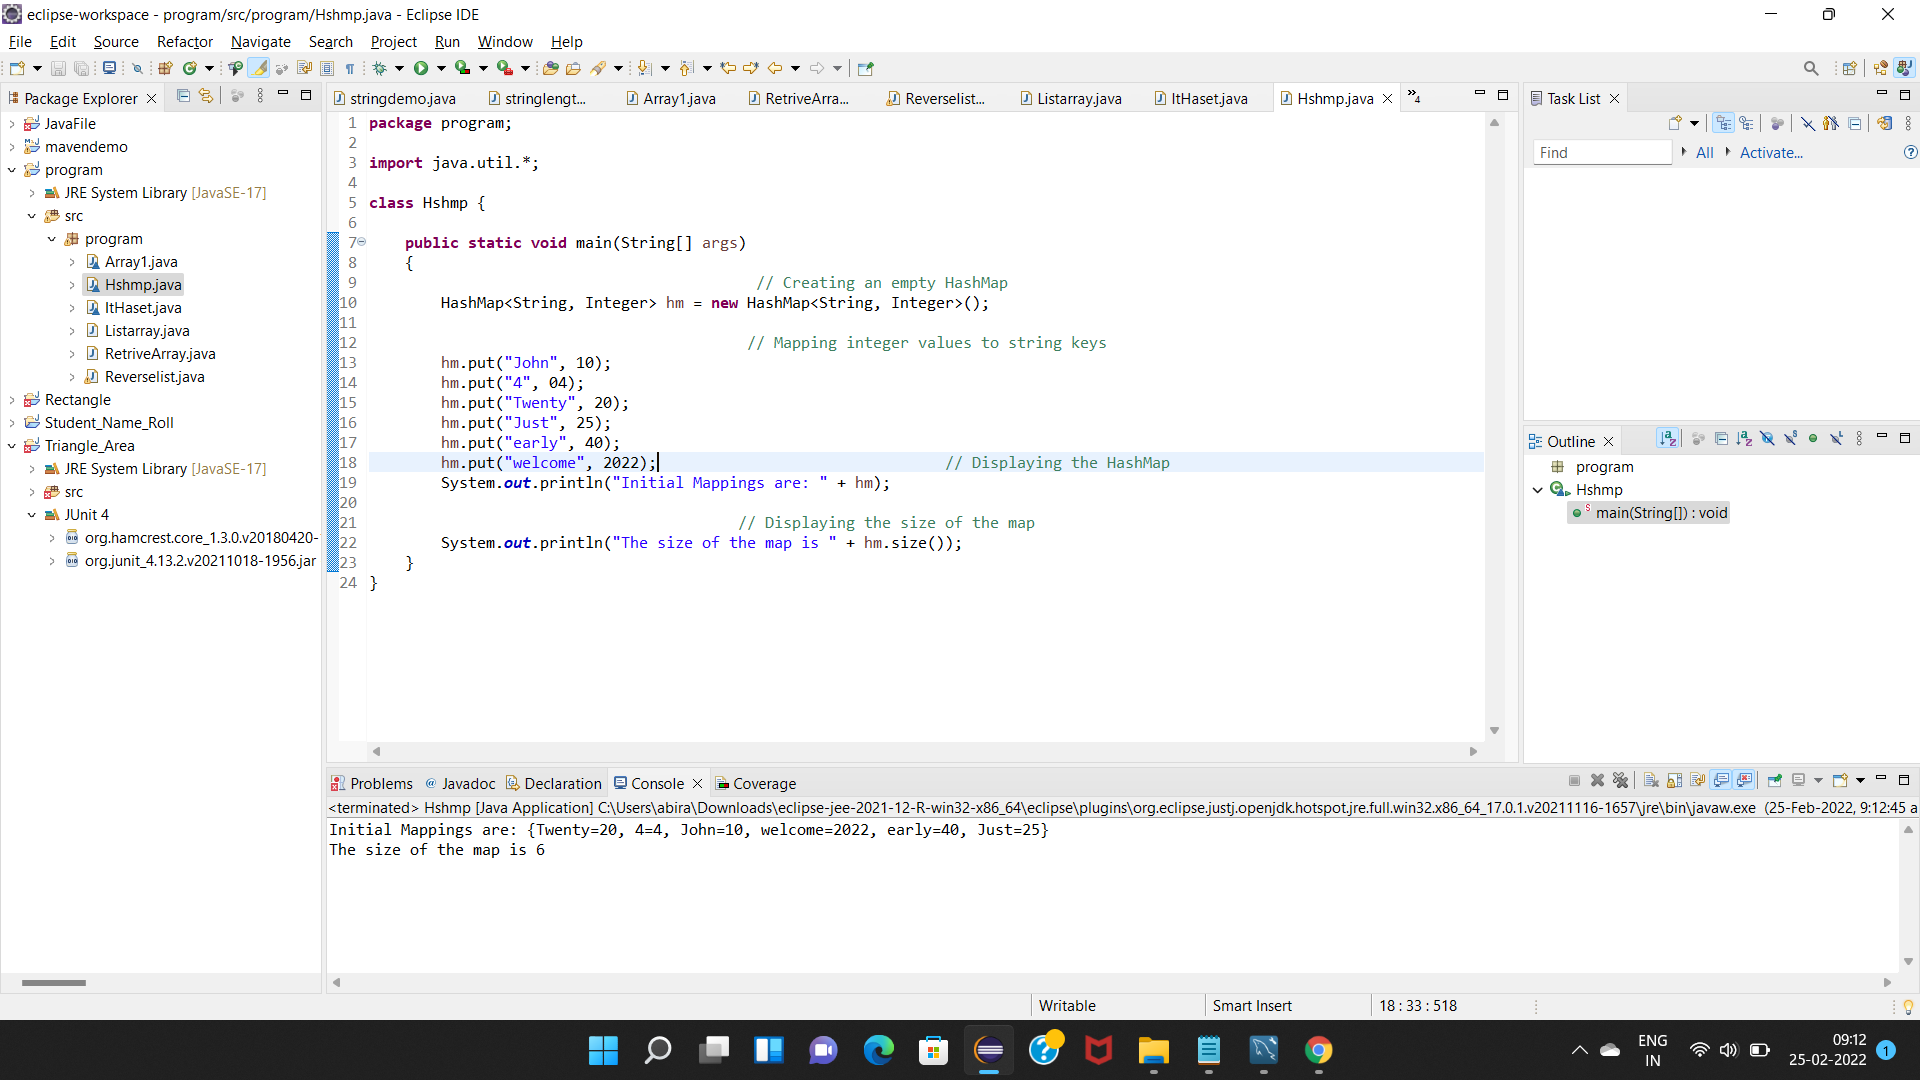 eclipse-workspace - program/src/program/Hshmp.java - Eclipse IDE
File Edit Source Refactor Navigate Search Project Run Window Help
Package Explorer
JavaFile
mavendemo
program
JRE System Library [JavaSE-17]
src
program
Array1.java
Hshmp.java
ItHaset.java
Listarray.java
RetriveArray.java
Reverselist.java
Rectangle
Student_Name_Roll
Triangle_Area
JRE System Library [JavaSE-17]
src
JUnit 4
org.hamcrest.core_1.3.0.v20180420-
org.junit_4.13.2.v20211018-1956.jar
stringdemo.java stringlengt... Array1.java RetriveArra... Reverselist... Listarray.java ItHaset.java Hshmp.java »4
1 package program;
2
3 import java.util.*;
4
5 class Hshmp {
6
7 public static void main(String[] args)
8 {
9 // Creating an empty HashMap
10 HashMap<String, Integer> hm = new HashMap<String, Integer>();
11
12 // Mapping integer values to string keys
13 hm.put("John", 10);
14 hm.put("4", 04);
15 hm.put("Twenty", 20);
16 hm.put("Just", 25);
17 hm.put("early", 40);
18 hm.put("welcome", 2022); // Displaying the HashMap
19 System.out.println("Initial Mappings are: " + hm);
20
21 // Displaying the size of the map
22 System.out.println("The size of the map is " + hm.size());
23 }
24 }
Task List
Find All Activate...
Outline
program
Hshmp
main(String[]) : void
Problems Javadoc Declaration Console Coverage
<terminated> Hshmp [Java Application] C:\Users\abira\Downloads\eclipse-jee-2021-12-R-win32-x86_64\eclipse\plugins\org.eclipse.justj.openjdk.hotspot.jre.full.win32.x86_64_17.0.1.v20211116-1657\jre\bin\javaw.exe (25-Feb-2022, 9:12:45 a
Initial Mappings are: {Twenty=20, 4=4, John=10, welcome=2022, early=40, Just=25}
The size of the map is 6
Writable Smart Insert 18 : 33 : 518
ENG
IN
09:12
25-02-2022
1